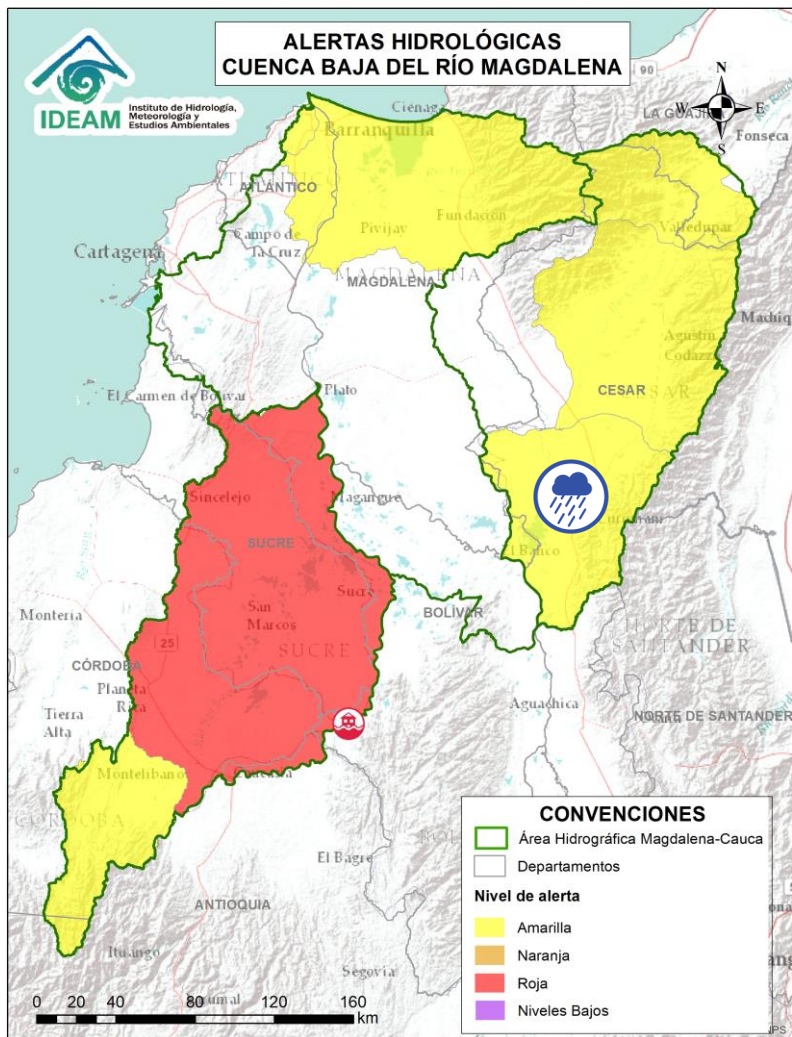 ALERTAS HIDROLÓGICAS
CUENCA BAJA DEL RÍO MAGDALENA
IDEAM
Instituto de Hidrología,
Meteorología y
Estudios Ambientales
90
N
W
E
S
Ciénaga
LA GUAJI
Fonseca
Barranquilla
ATLÁNTICO
Pivijay
Fundación
Valledupar
Campo de
la Cruz
Cartagena
MAGDALENA
MAGDALENA
Machiq
Agustín
Codazzi
CESAR
El Carmen de Bolívar
Plato
Sincelejo
Magangué
SUCRE
El Banco
Sucre
BOLÍVAR
San
Marcos
SUCRE
Montería
25
NORTE DE
SANTANDER
CÓRDOBA
Planeta
Rica
Aguachica
NORTE DE SANTANDER
Tierra
Alta
Montelíbano
CÓRDOBA
El Bagre
ANTIOQUIA
Ituango
Segovia
CONVENCIONES
Área Hidrográfica Magdalena-Cauca
Departamentos
Nivel de alerta
Amarilla
Naranja
Roja
Niveles Bajos
0 20 40 80 120 160
km